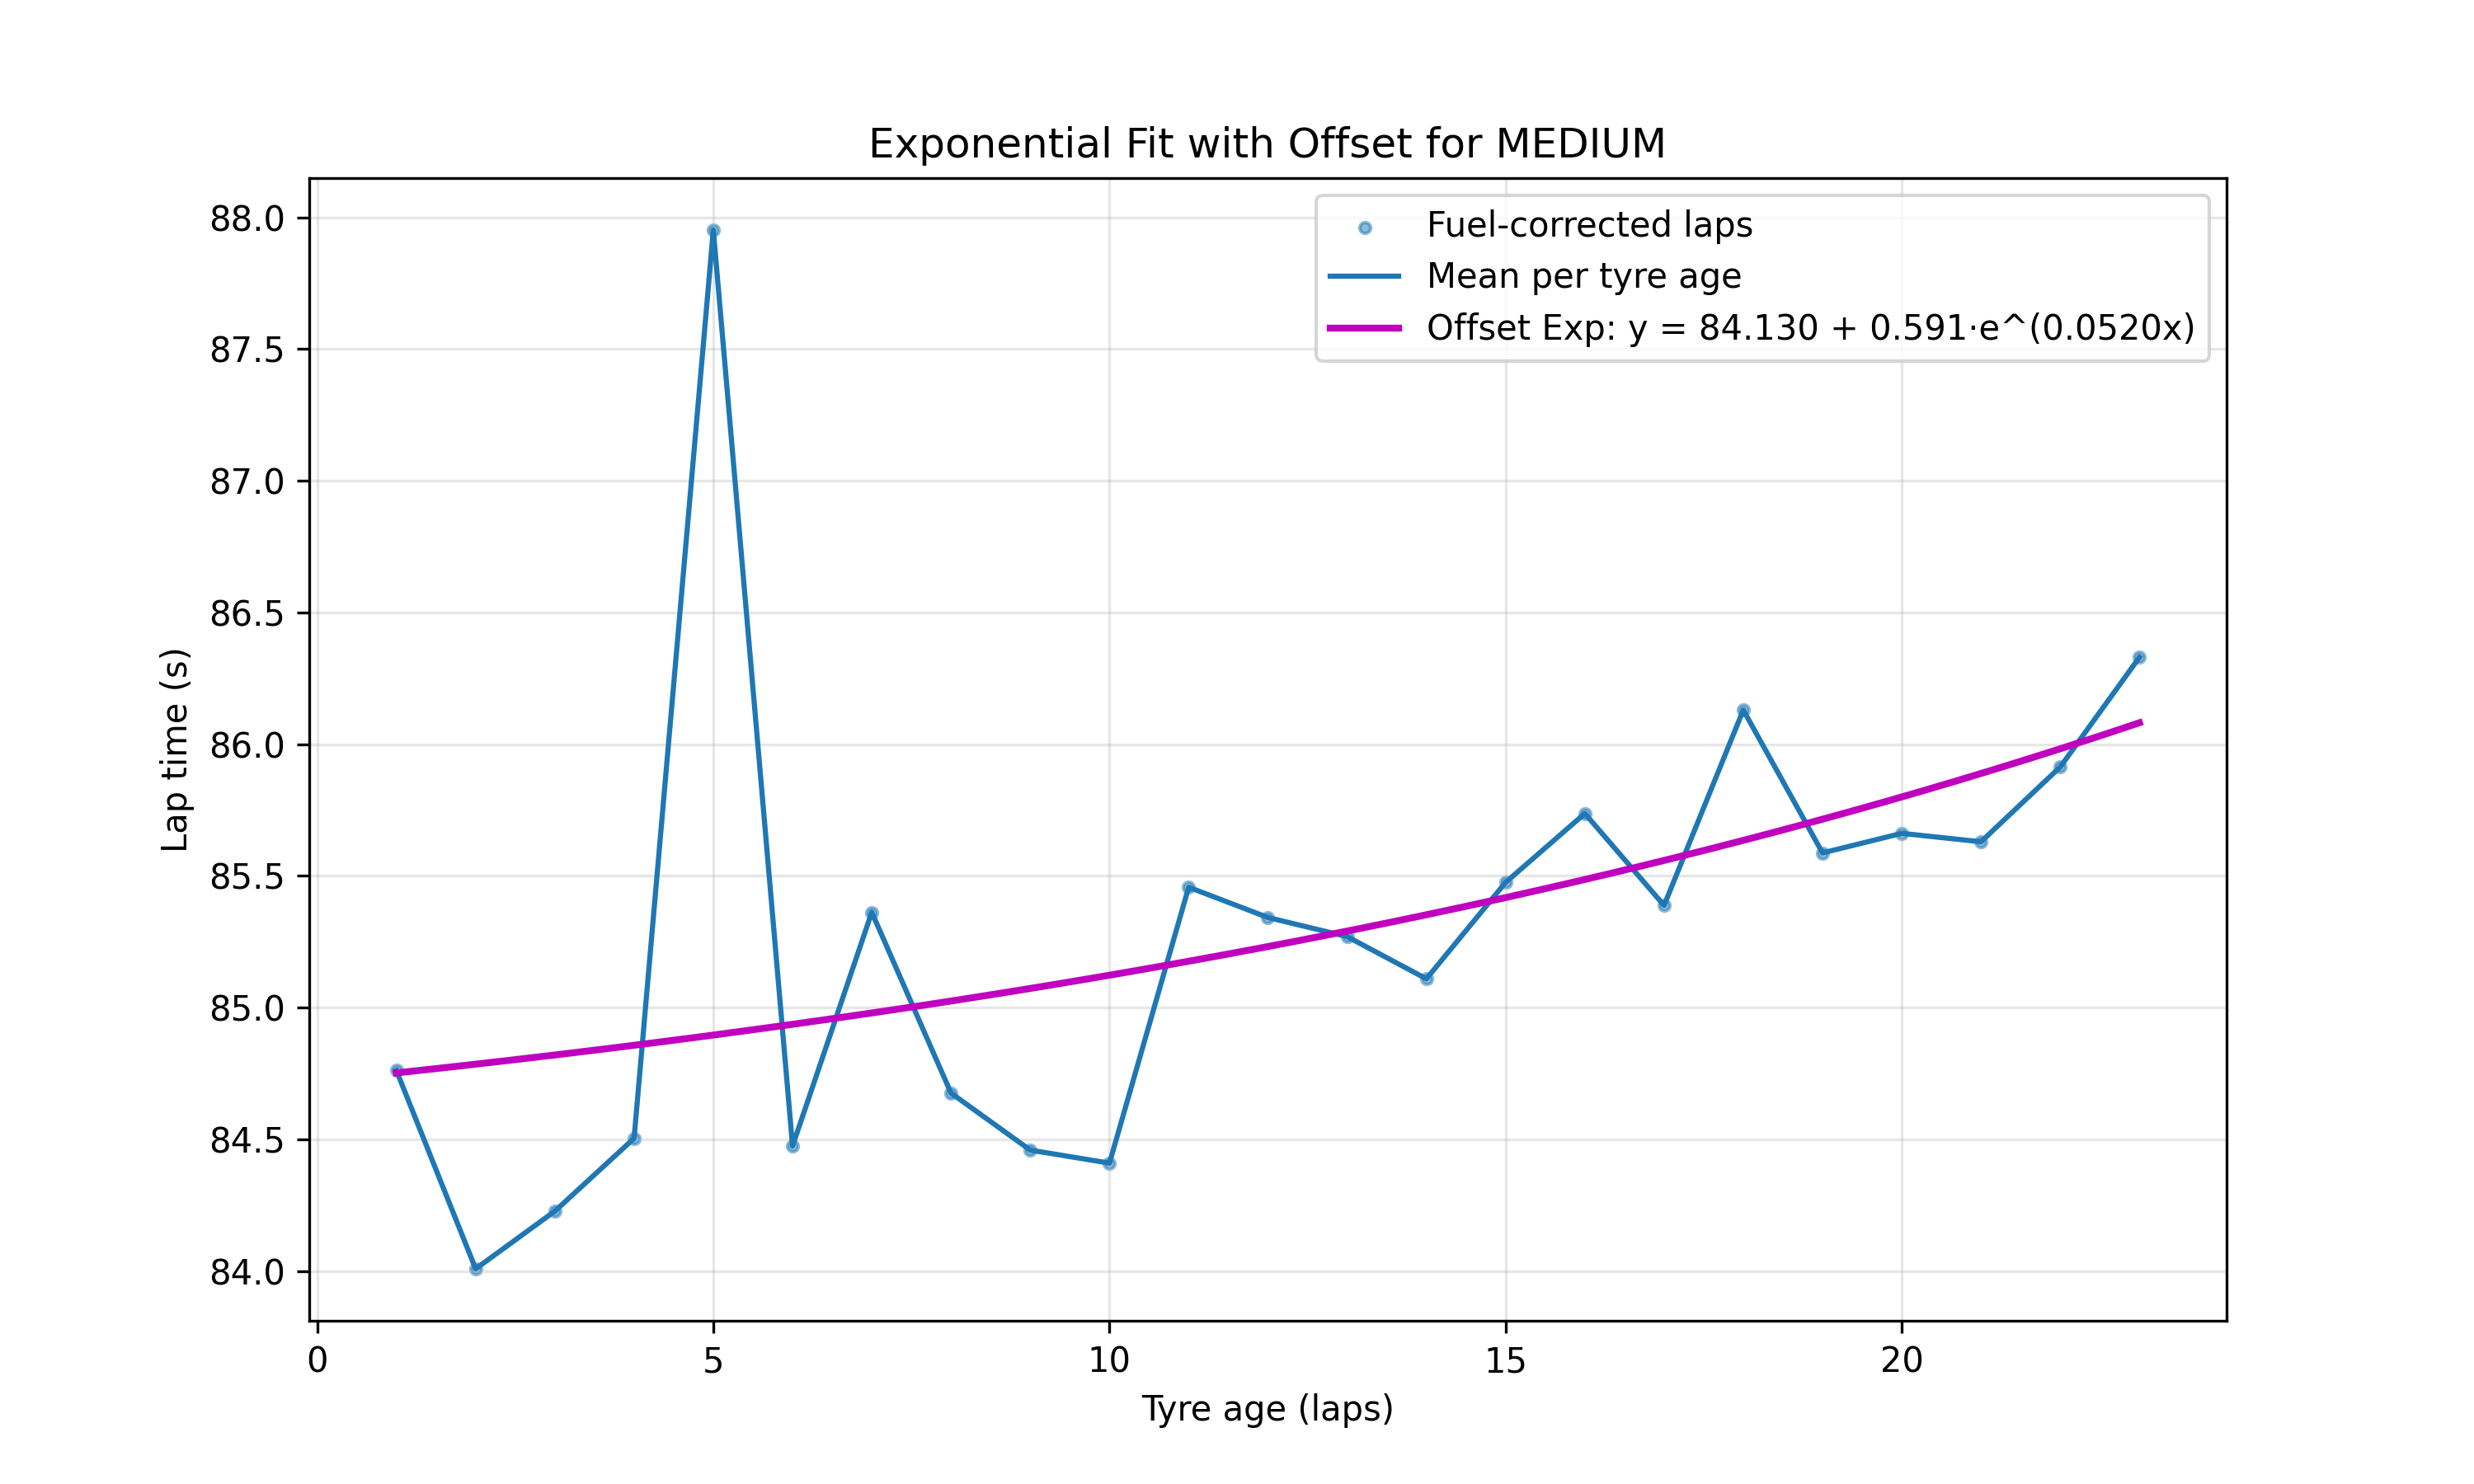 Exponential Fit with Offset for MEDIUM
Fuel-corrected laps
Mean per tyre age
Offset Exp: y = 84.130 + 0.591·e^(0.0520x)
88.0
87.5
87.0
86.5
86.0
85.5
85.0
84.5
84.0
Lap time (s)
0 5 10 15 20
Tyre age (laps)